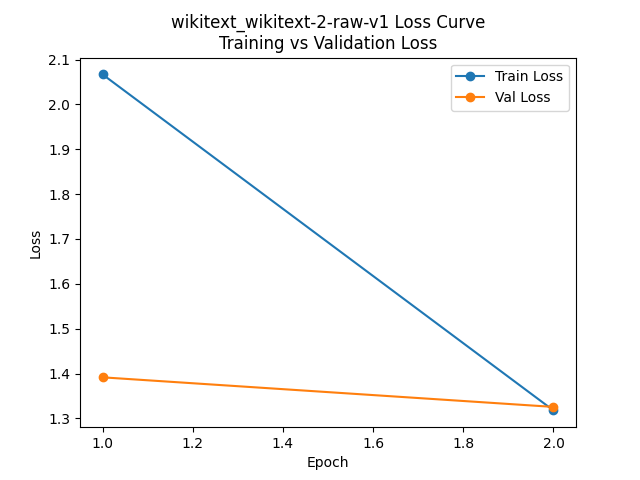 wikitext_wikitext-2-raw-v1 Loss Curve
Training vs Validation Loss
Train Loss
Val Loss
2.1
2.0
1.9
1.8
1.7
1.6
1.5
1.4
1.3
Loss
1.0 1.2 1.4 1.6 1.8 2.0
Epoch